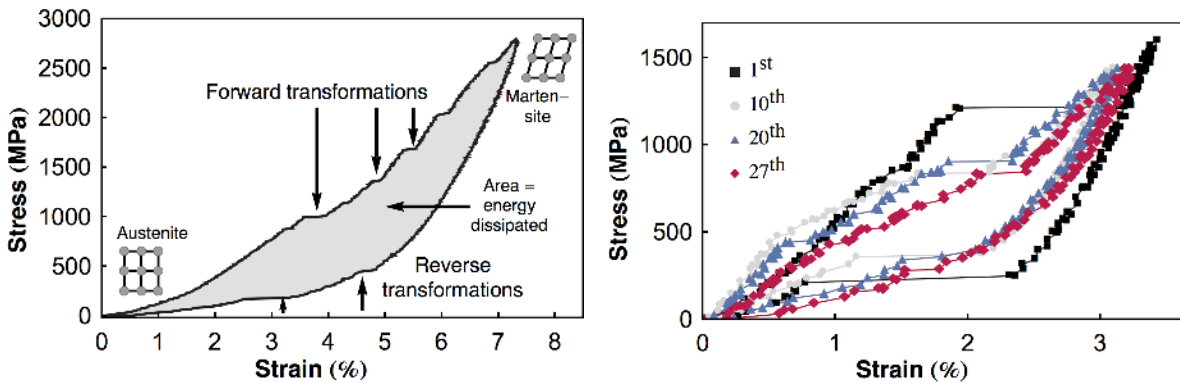 3000
2500
2000
1500
1000
500
0
Stress (MPa)
0 1 2 3 4 5 6 7 8
Strain (%)
Forward transformations
Marten–
site
Area =
energy
dissipated
Austenite
Reverse
transformations
1500
1000
500
0
Stress (MPa)
0 1 2 3
Strain (%)
1st
10th
20th
27th